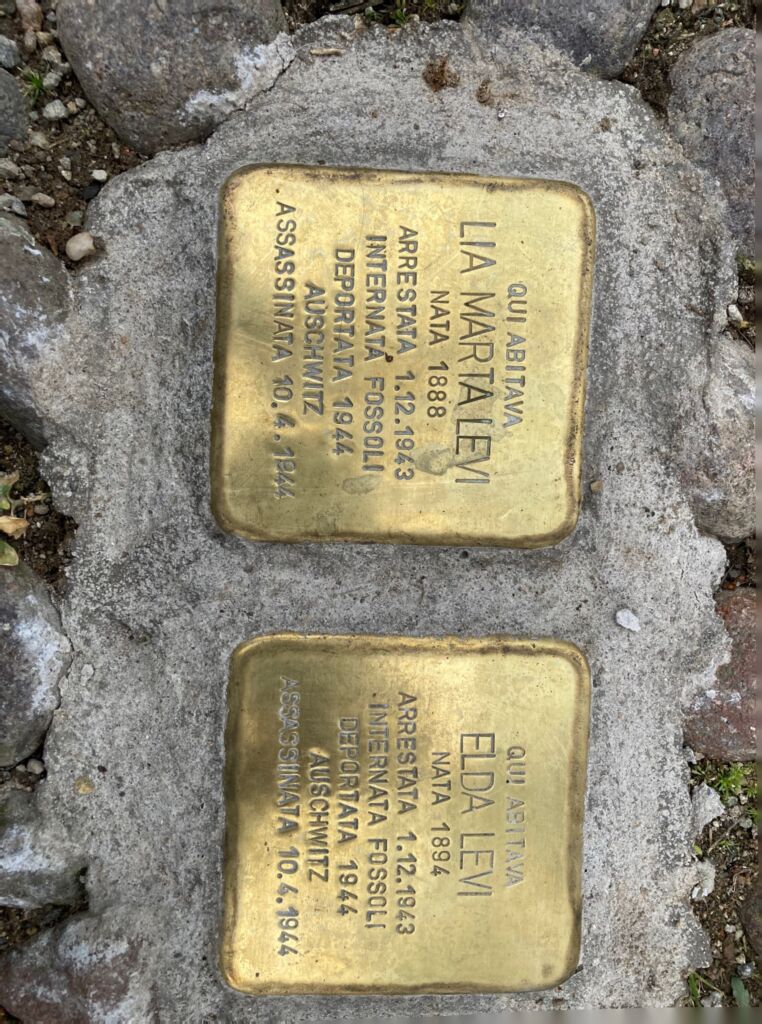 QUI ABITAVA
LIA MARTA LEVI
NATA 1888
ARRESTATA 1.12.1943
INTERNATA FOSSOLI
DEPORTATA 1944
AUSCHWITZ
ASSASSINATA 10.4.1944
QUI ABITAVA
ELDA LEVI
NATA 1894
ARRESTATA 1.12.1943
INTERNATA FOSSOLI
DEPORTATA 1944
AUSCHWITZ
ASSASSINATA 10.4.1944